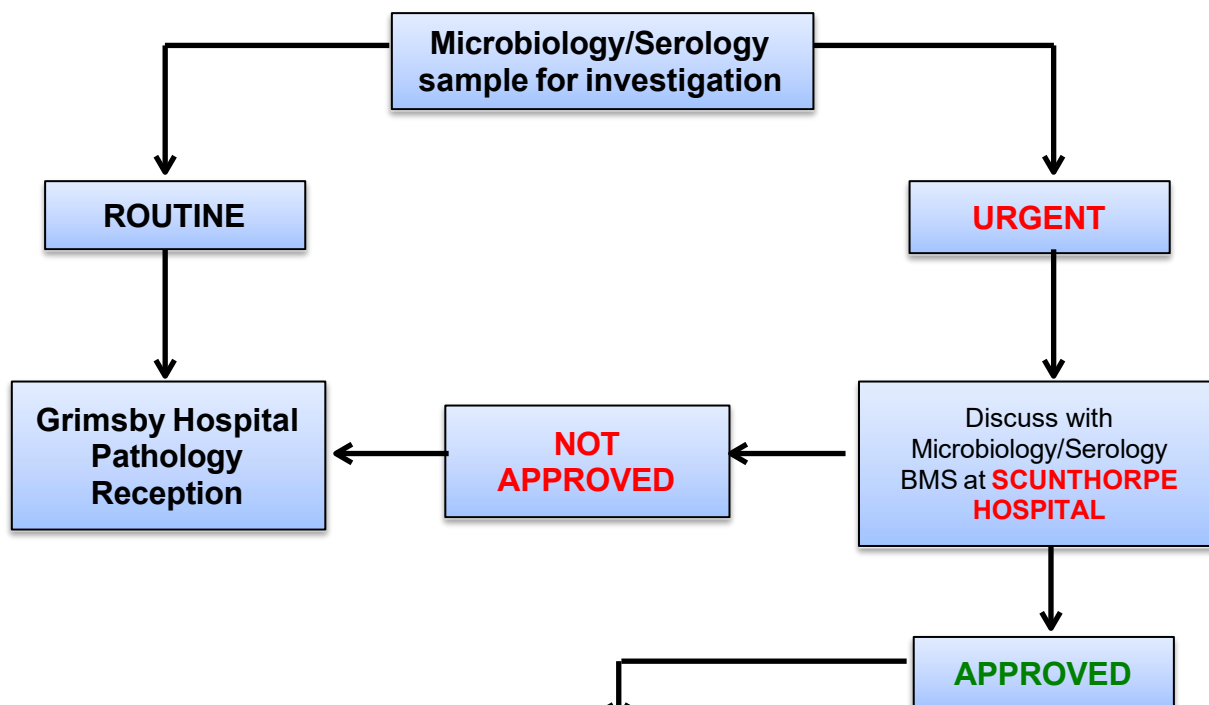 Microbiology/Serology
sample for investigation
ROUTINE
URGENT
Grimsby Hospital
Pathology
Reception
NOT
APPROVED
Discuss with
Microbiology/Serology
BMS at SCUNTHORPE
HOSPITAL
APPROVED